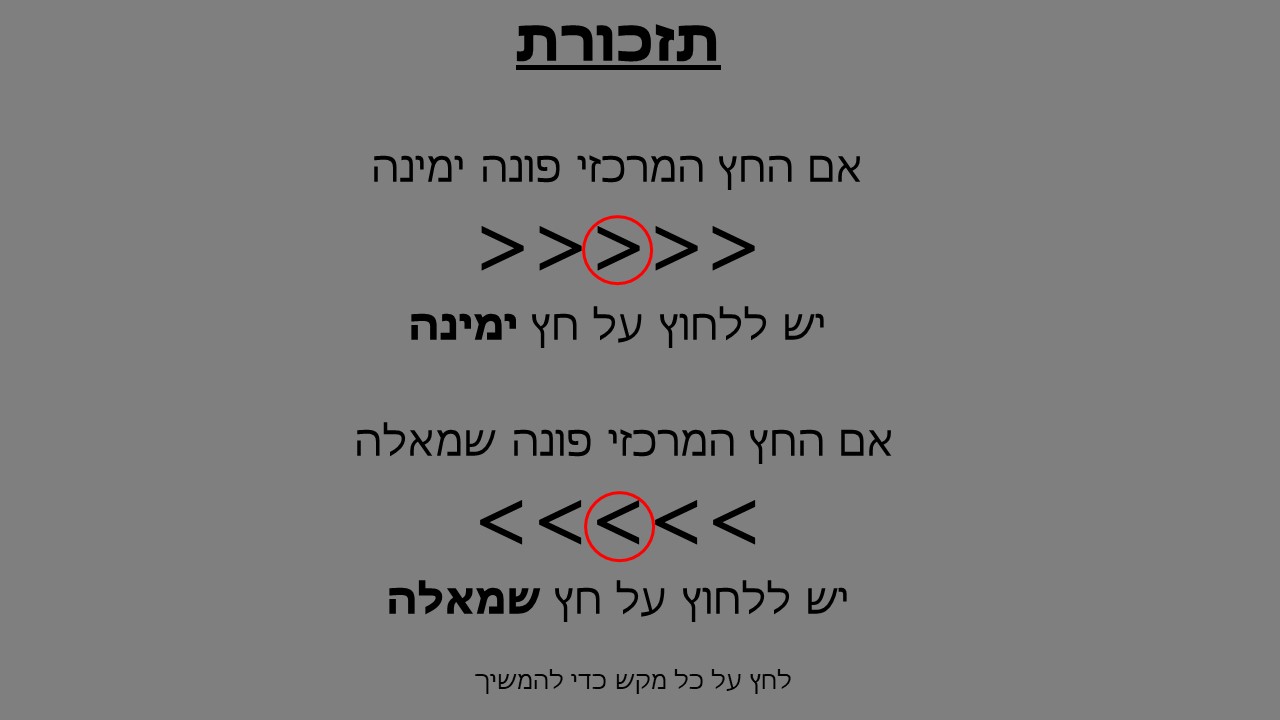 תזכורת
אם החץ המרכזי פונה ימינה
> > > > >
יש ללחוץ על חץ ימינה
אם החץ המרכזי פונה שמאלה
< < < < <
יש ללחוץ על חץ שמאלה
לחץ על כל מקש כדי להמשיך